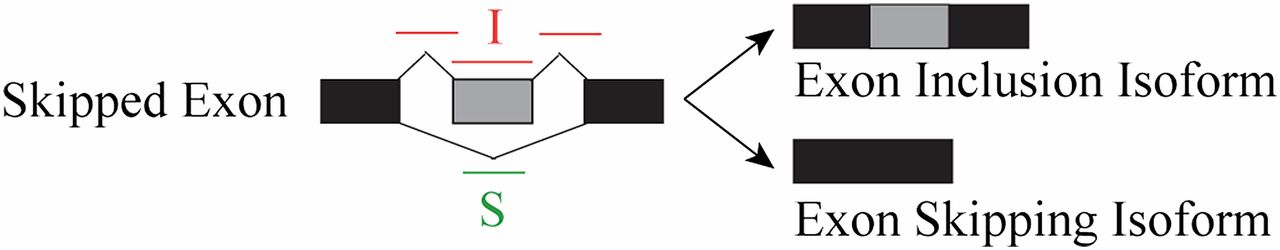 I
Exon Inclusion Isoform
Skipped Exon
S
Exon Skipping Isoform